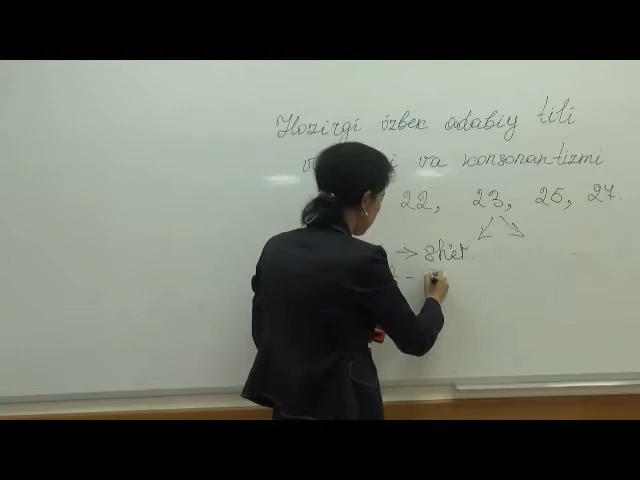 Hozirgi özbek adabiy tili
va konsonantizmi
22, 23, 25, 27.
→ she'r.